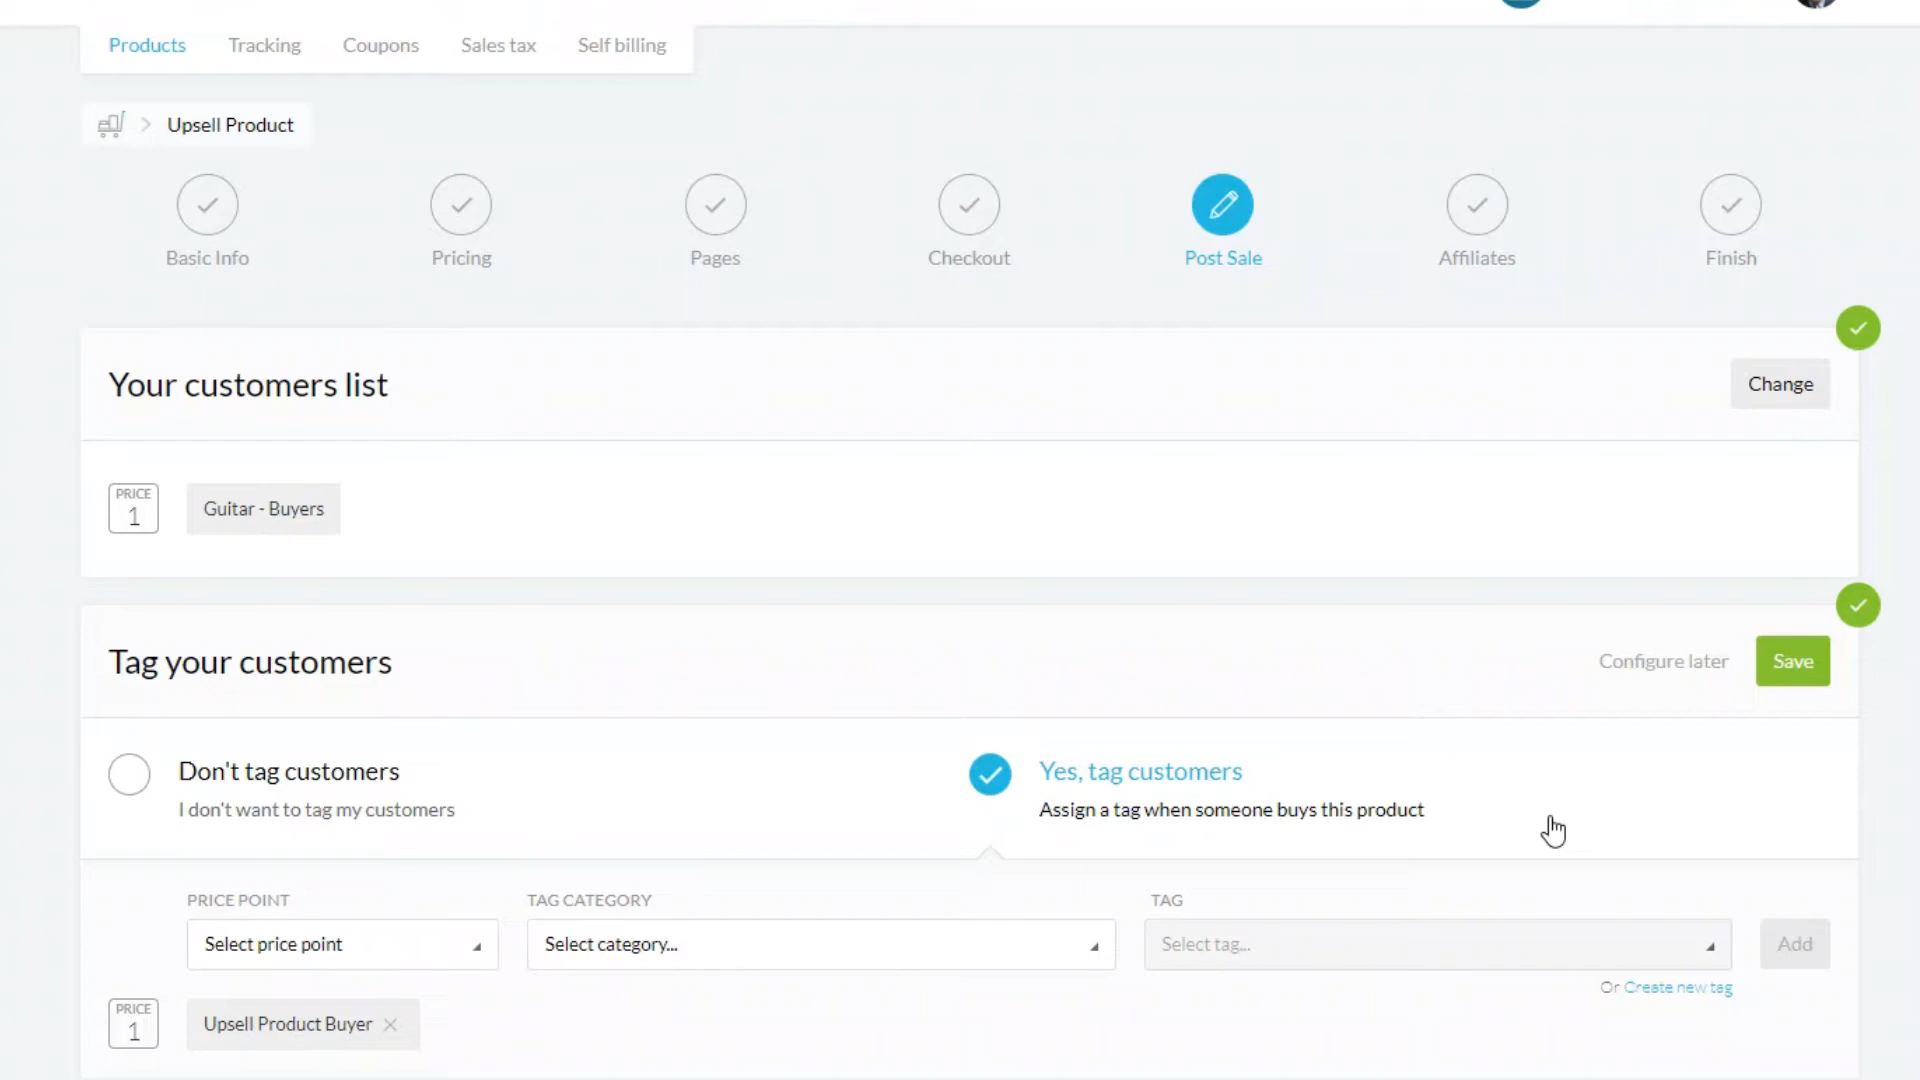 Products Tracking Coupons Sales tax Self billing
Upsell Product
Basic Info Pricing Pages Checkout Post Sale Affiliates Finish
Your customers list Change
PRICE
1
Guitar - Buyers
Tag your customers Configure later Save
Don't tag customers
I don't want to tag my customers
Yes, tag customers
Assign a tag when someone buys this product
PRICE POINT TAG CATEGORY TAG
Select price point Select category... Select tag... Add
Or Create new tag
PRICE
1
Upsell Product Buyer